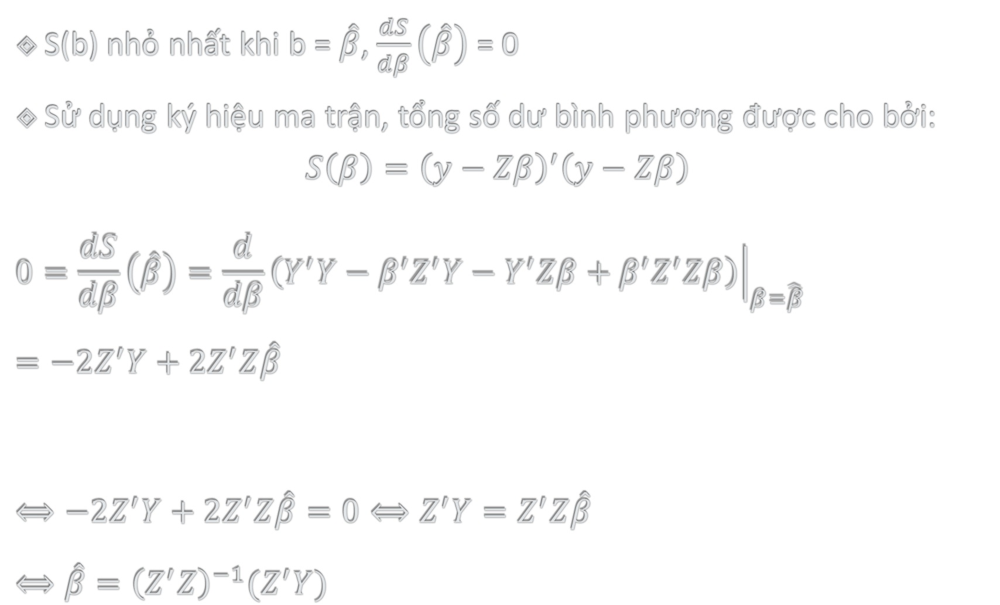 ❖ S(b) nhỏ nhất khi b = $\hat{\beta}$, $\frac{dS}{d\beta}(\hat{\beta})$ = 0
❖ Sử dụng ký hiệu ma trận, tổng số dư bình phương được cho bởi:
$S(\beta) = (y - Z\beta)'(y - Z\beta)$
$0 = \frac{dS}{d\beta}(\hat{\beta}) = \frac{d}{d\beta}(Y'Y - \beta'Z'Y - Y'Z\beta + \beta'Z'Z\beta)\Big|_{\beta=\hat{\beta}}$
$= -2Z'Y + 2Z'Z\hat{\beta}$
$\Leftrightarrow -2Z'Y + 2Z'Z\hat{\beta} = 0 \Leftrightarrow Z'Y = Z'Z\hat{\beta}$
$\Leftrightarrow \hat{\beta} = (Z'Z)^{-1}(Z'Y)$